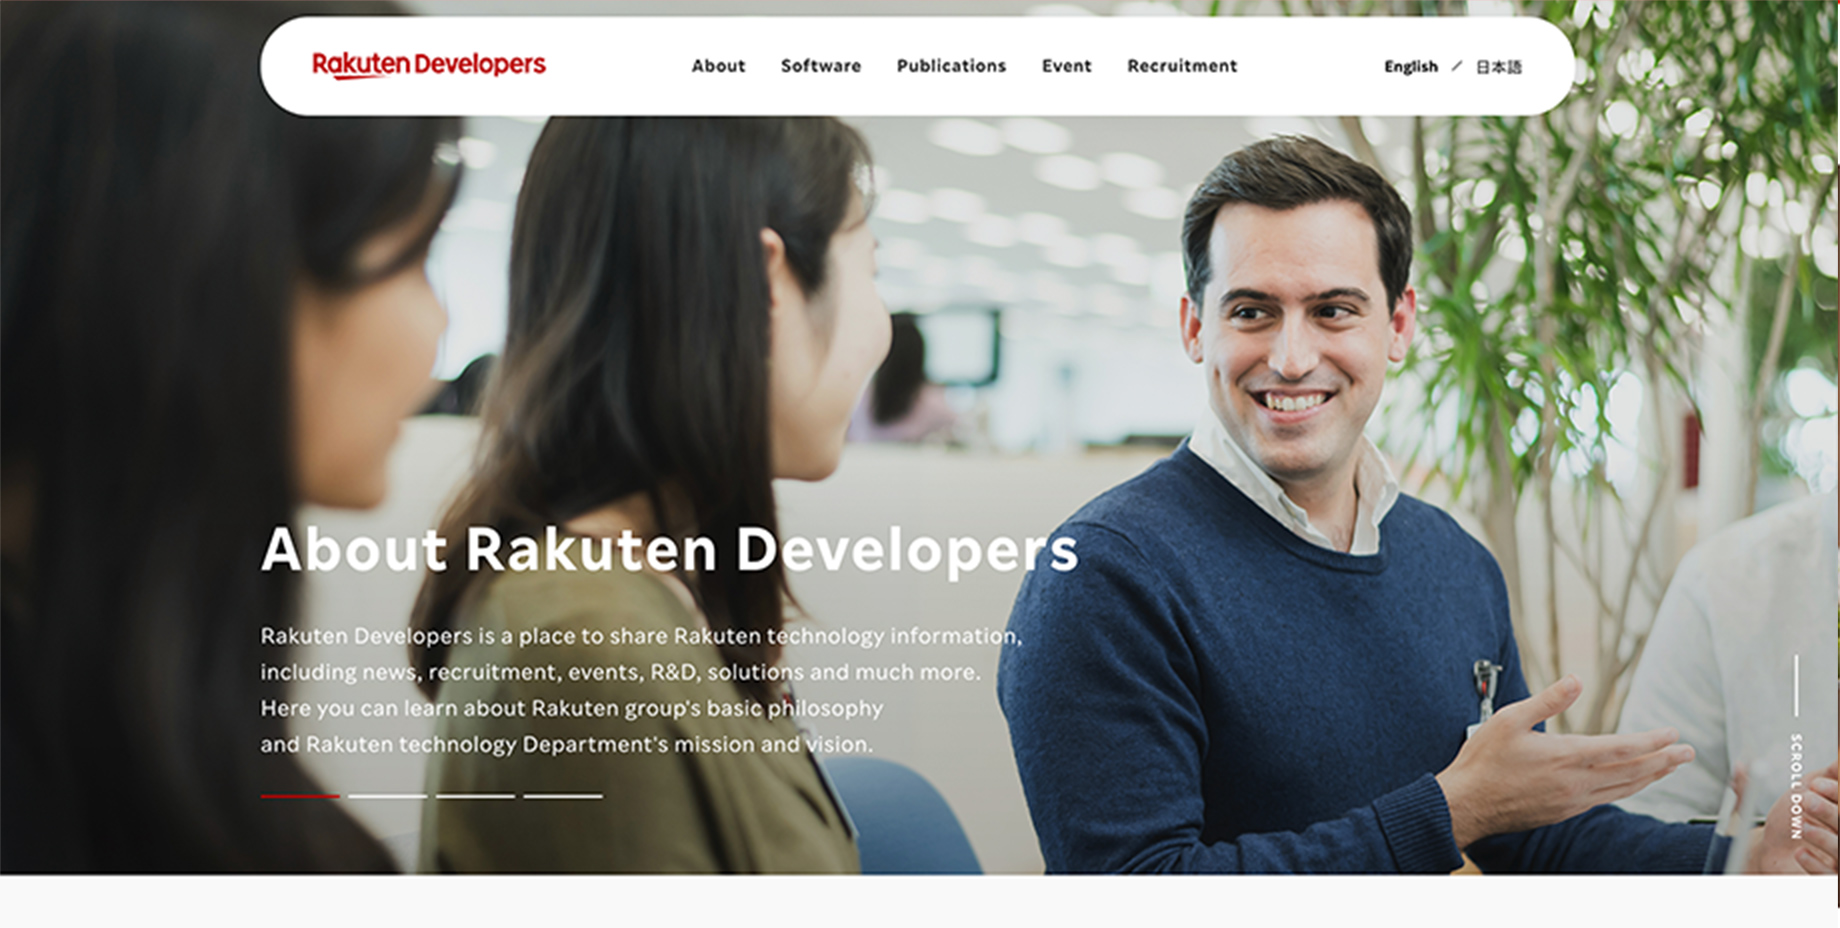 Rakuten Developers
About
Software
Publications
Event
Recruitment
English / 日本語
About Rakuten Developers
Rakuten Developers is a place to share Rakuten technology information,
including news, recruitment, events, R&D, solutions and much more.
Here you can learn about Rakuten group's basic philosophy
and Rakuten technology Department's mission and vision.
SCROLL DOWN